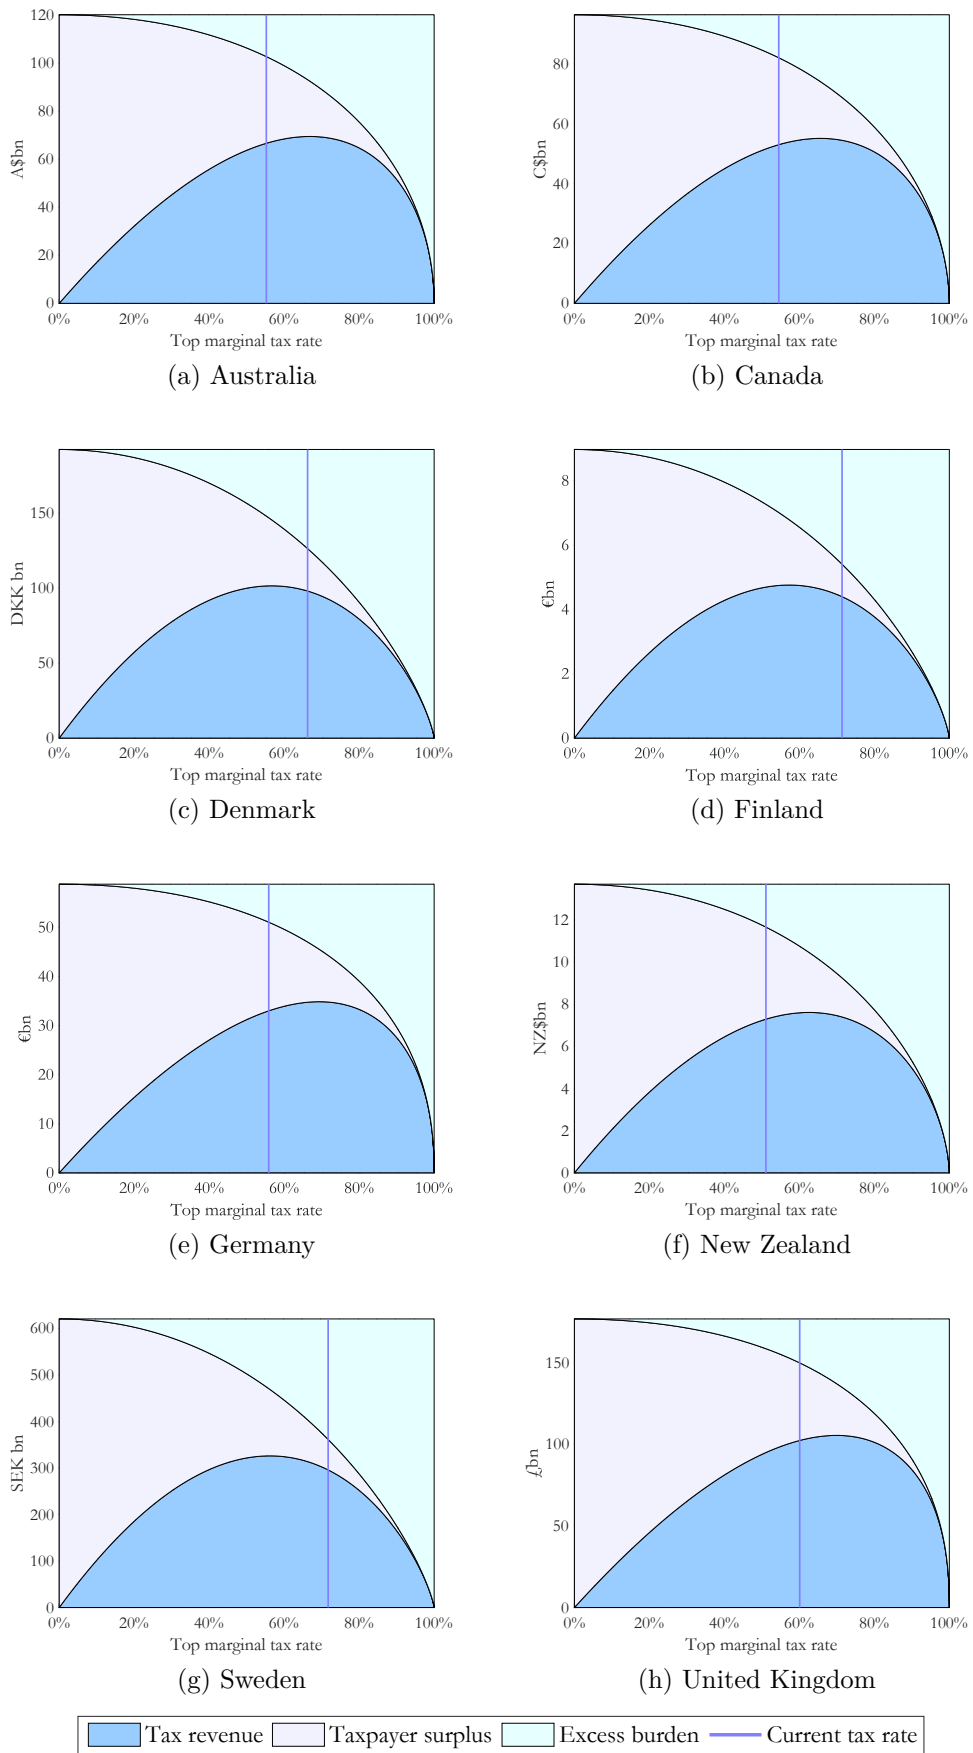 120
100
80
60
40
20
0
A$bn
0% 20% 40% 60% 80% 100%
Top marginal tax rate
(a) Australia
80
60
40
20
0
C$bn
0% 20% 40% 60% 80% 100%
Top marginal tax rate
(b) Canada
150
100
50
0
DKK bn
0% 20% 40% 60% 80% 100%
Top marginal tax rate
(c) Denmark
8
6
4
2
0
€bn
0% 20% 40% 60% 80% 100%
Top marginal tax rate
(d) Finland
50
40
30
20
10
0
€bn
0% 20% 40% 60% 80% 100%
Top marginal tax rate
(e) Germany
12
10
8
6
4
2
0
NZ$bn
0% 20% 40% 60% 80% 100%
Top marginal tax rate
(f) New Zealand
600
500
400
300
200
100
0
SEK bn
0% 20% 40% 60% 80% 100%
Top marginal tax rate
(g) Sweden
150
100
50
0
£bn
0% 20% 40% 60% 80% 100%
Top marginal tax rate
(h) United Kingdom
Tax revenue Taxpayer surplus Excess burden Current tax rate